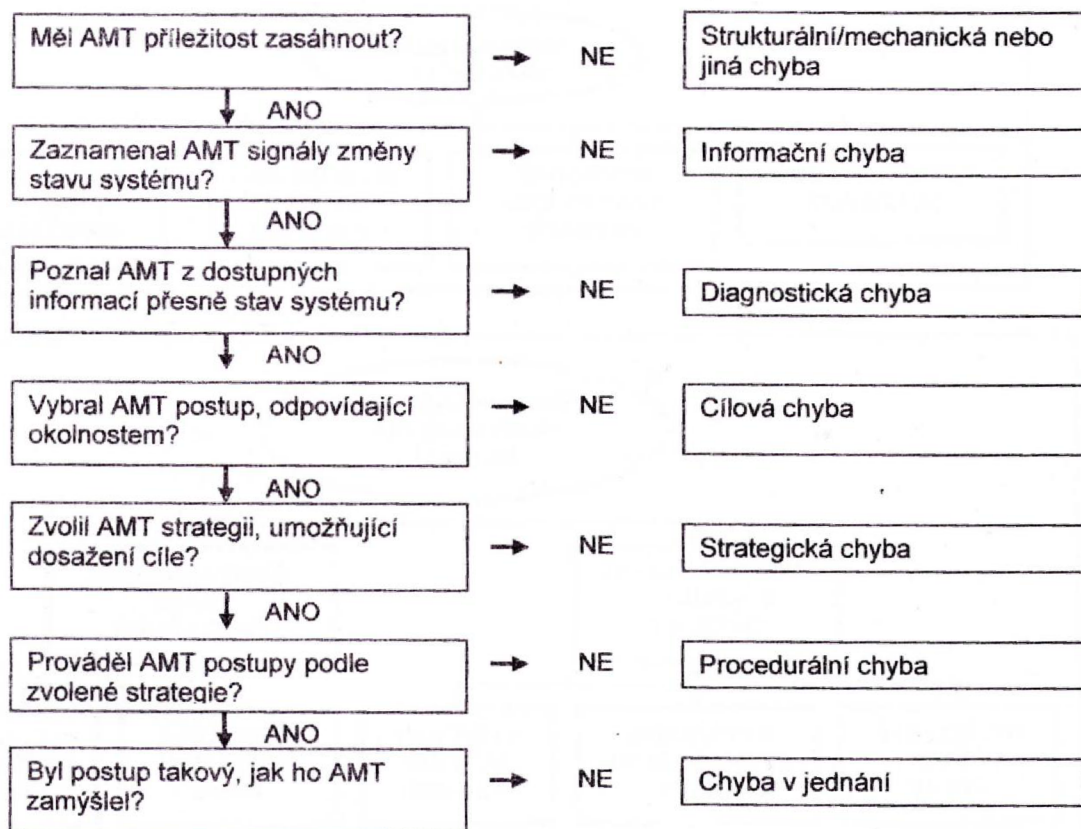 Měl AMT příležitost zasáhnout?
NE
Strukturální/mechanická nebo
jiná chyba
ANO
Zaznamenal AMT signály změny
stavu systému?
NE
Informační chyba
ANO
Poznal AMT z dostupných
informací přesně stav systému?
NE
Diagnostická chyba
ANO
Vybral AMT postup, odpovídající
okolnostem?
NE
Cílová chyba
ANO
Zvolil AMT strategii, umožňující
dosažení cíle?
NE
Strategická chyba
ANO
Prováděl AMT postupy podle
zvolené strategie?
NE
Procedurální chyba
ANO
Byl postup takový, jak ho AMT
zamýšlel?
NE
Chyba v jednání